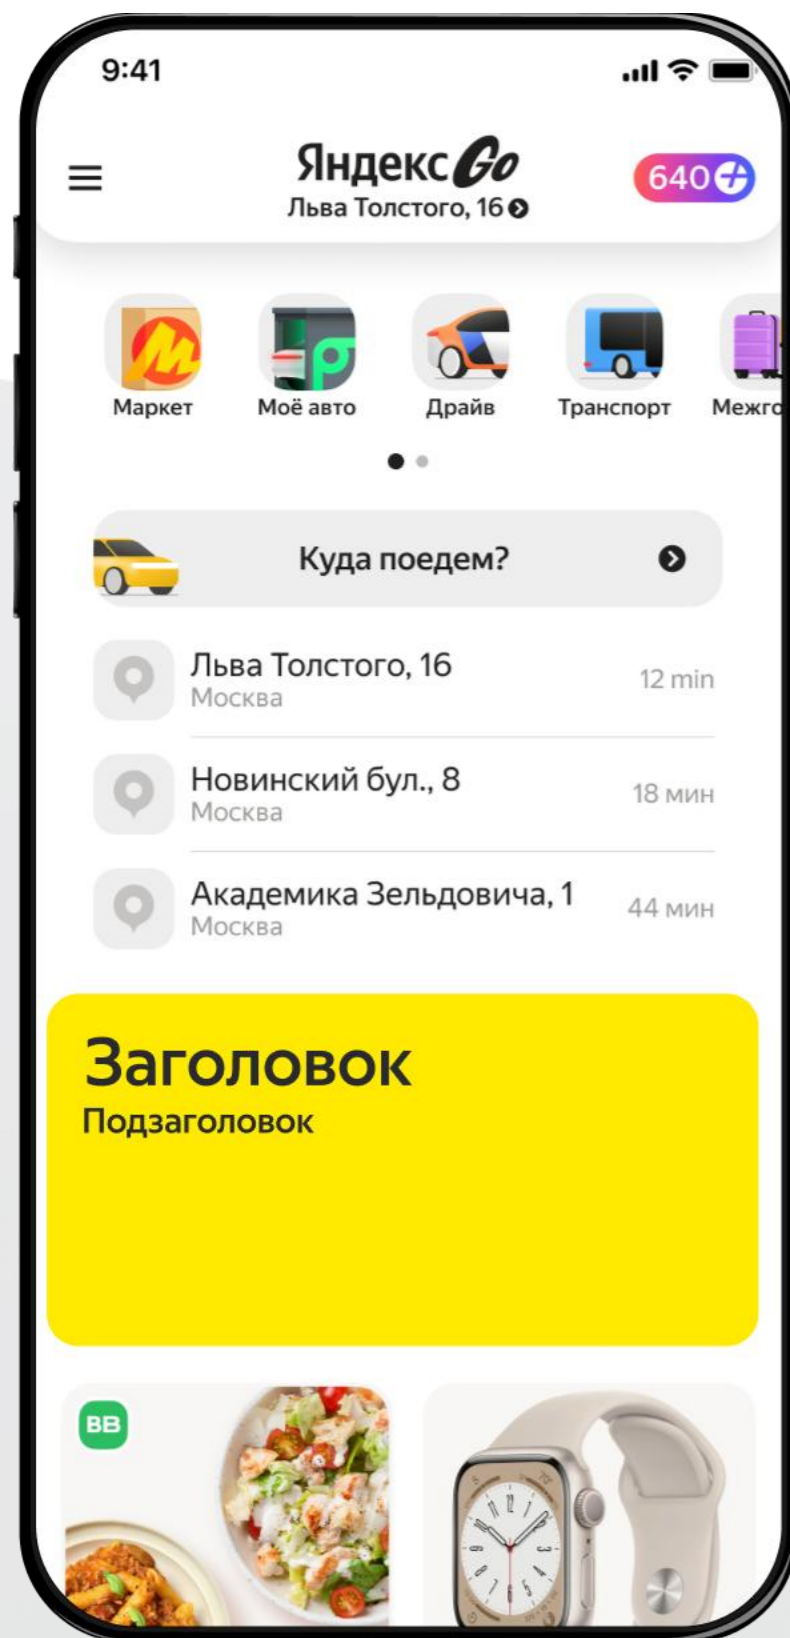 9:41
Яндекс Go
Льва Толстого, 16
640
Маркет
Моё авто
Драйв
Транспорт
Межго
Куда поедем?
Льва Толстого, 16
Москва
12 min
Новинский бул., 8
Москва
18 мин
Академика Зельдовича, 1
Москва
44 мин
Заголовок
Подзаголовок
ВВ